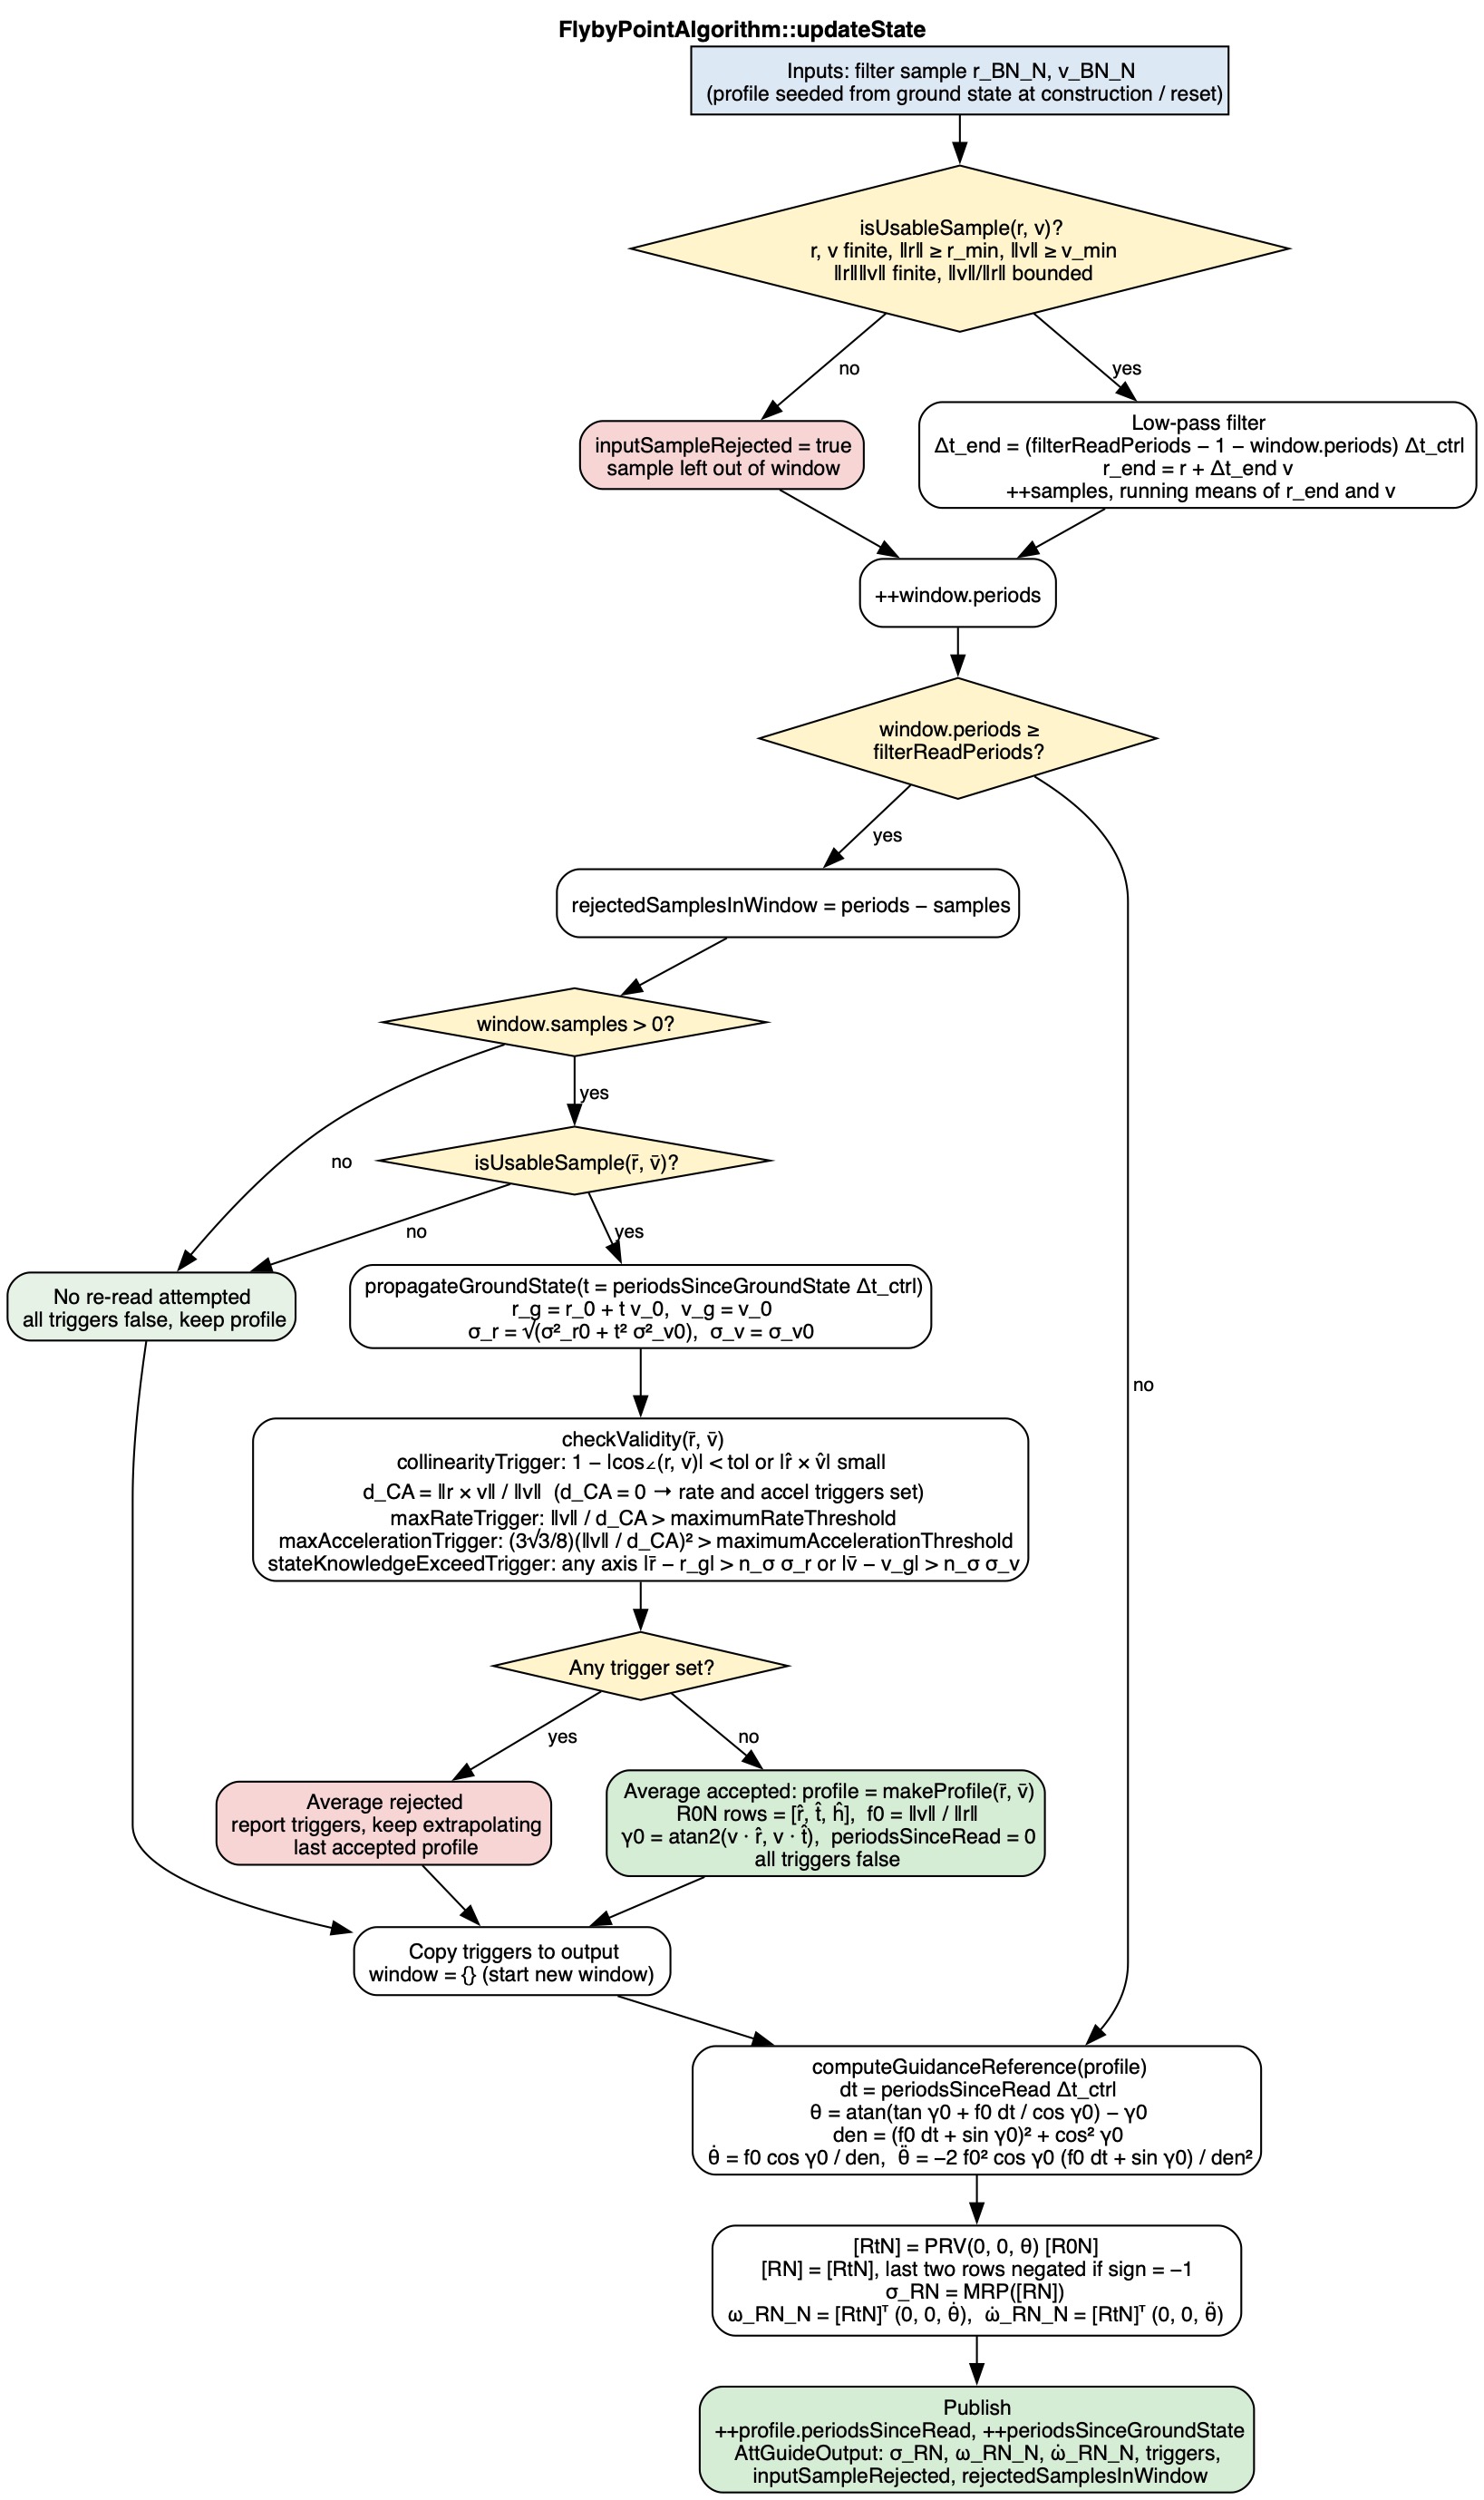 FlybyPointAlgorithm::updateState
Inputs: filter sample r_BN_N, v_BN_N
(profile seeded from ground state at construction / reset)
isUsableSample(r, v)?
r, v finite, ‖r‖ ≥ r_min, ‖v‖ ≥ v_min
‖r‖‖v‖ finite, ‖v‖/‖r‖ bounded
no
yes
inputSampleRejected = true
sample left out of window
Low-pass filter
Δt_end = (filterReadPeriods − 1 − window.periods) Δt_ctrl
r_end = r + Δt_end v
++samples, running means of r_end and v
++window.periods
window.periods ≥
filterReadPeriods?
yes
no
rejectedSamplesInWindow = periods − samples
window.samples > 0?
yes
no
isUsableSample(r̄, v̄)?
no
yes
No re-read attempted
all triggers false, keep profile
propagateGroundState(t = periodsSinceGroundState Δt_ctrl)
r_g = r_0 + t v_0,  v_g = v_0
σ_r = √(σ²_r0 + t² σ²_v0),  σ_v = σ_v0
checkValidity(r̄, v̄)
collinearityTrigger: 1 − |cos∠(r, v)| < tol or |r̂ × v̂| small
d_CA = ‖r × v‖ / ‖v‖  (d_CA = 0 → rate and accel triggers set)
maxRateTrigger: ‖v‖ / d_CA > maximumRateThreshold
maxAccelerationTrigger: (3√3/8)(‖v‖ / d_CA)² > maximumAccelerationThreshold
stateKnowledgeExceedTrigger: any axis |r̄ − r_g| > n_σ σ_r or |v̄ − v_g| > n_σ σ_v
Any trigger set?
yes
no
Average rejected
report triggers, keep extrapolating
last accepted profile
Average accepted: profile = makeProfile(r̄, v̄)
R0N rows = [r̂, t̂, ĥ],  f0 = ‖v‖ / ‖r‖
γ0 = atan2(v · r̂, v · t̂),  periodsSinceRead = 0
all triggers false
Copy triggers to output
window = {} (start new window)
computeGuidanceReference(profile)
dt = periodsSinceRead Δt_ctrl
θ = atan(tan γ0 + f0 dt / cos γ0) − γ0
den = (f0 dt + sin γ0)² + cos² γ0
θ̇ = f0 cos γ0 / den,  θ̈ = −2 f0² cos γ0 (f0 dt + sin γ0) / den²
[RtN] = PRV(0, 0, θ) [R0N]
[RN] = [RtN], last two rows negated if sign = −1
σ_RN = MRP([RN])
ω_RN_N = [RtN]ᵀ (0, 0, θ̇),  ω̇_RN_N = [RtN]ᵀ (0, 0, θ̈)
Publish
++profile.periodsSinceRead, ++periodsSinceGroundState
AttGuideOutput: σ_RN, ω_RN_N, ω̇_RN_N, triggers,
inputSampleRejected, rejectedSamplesInWindow